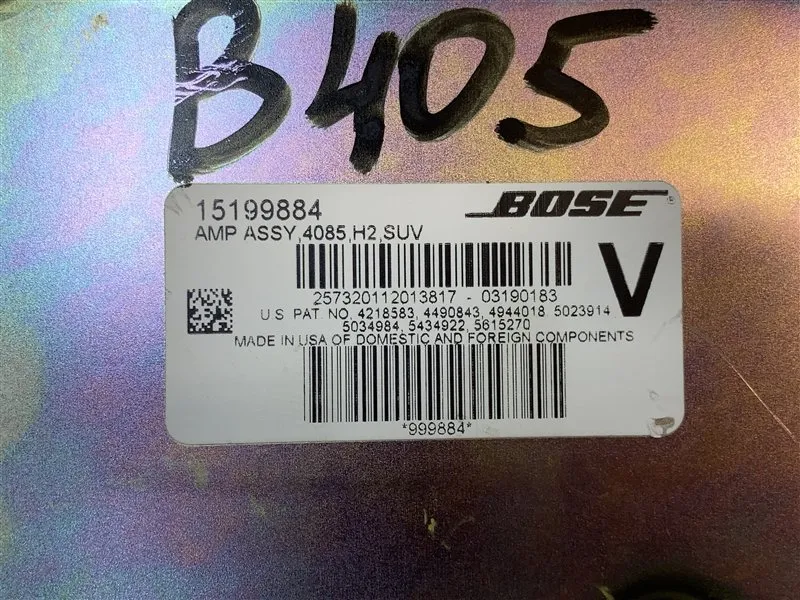 B405
15199884
BOSE
AMP ASSY,4085,H2,SUV
V
257320112013817 - 03190183
U.S PAT NO, 4218583, 4490843, 4944018, 5023914
5034984, 5434922, 5615270
MADE IN USA OF DOMESTIC AND FOREIGN COMPONENTS
*999884*